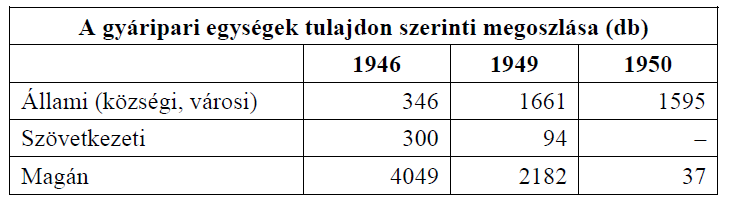 A gyáripari egységek tulajdon szerinti megoszlása (db)
1946 1949 1950
Állami (községi, városi) 346 1661 1595
Szövetkezeti 300 94 –
Magán 4049 2182 37